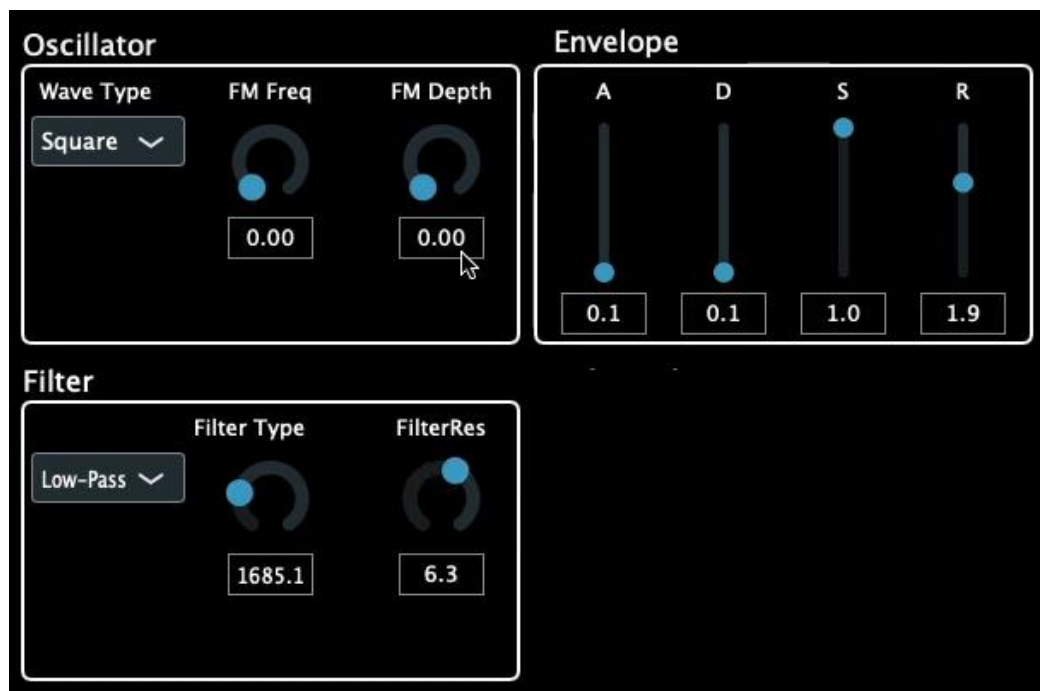 Oscillator
Wave Type FM Freq FM Depth
Square
0.00 0.00
Envelope
A D S R
0.1 0.1 1.0 1.9
Filter
Filter Type FilterRes
Low-Pass
1685.1 6.3